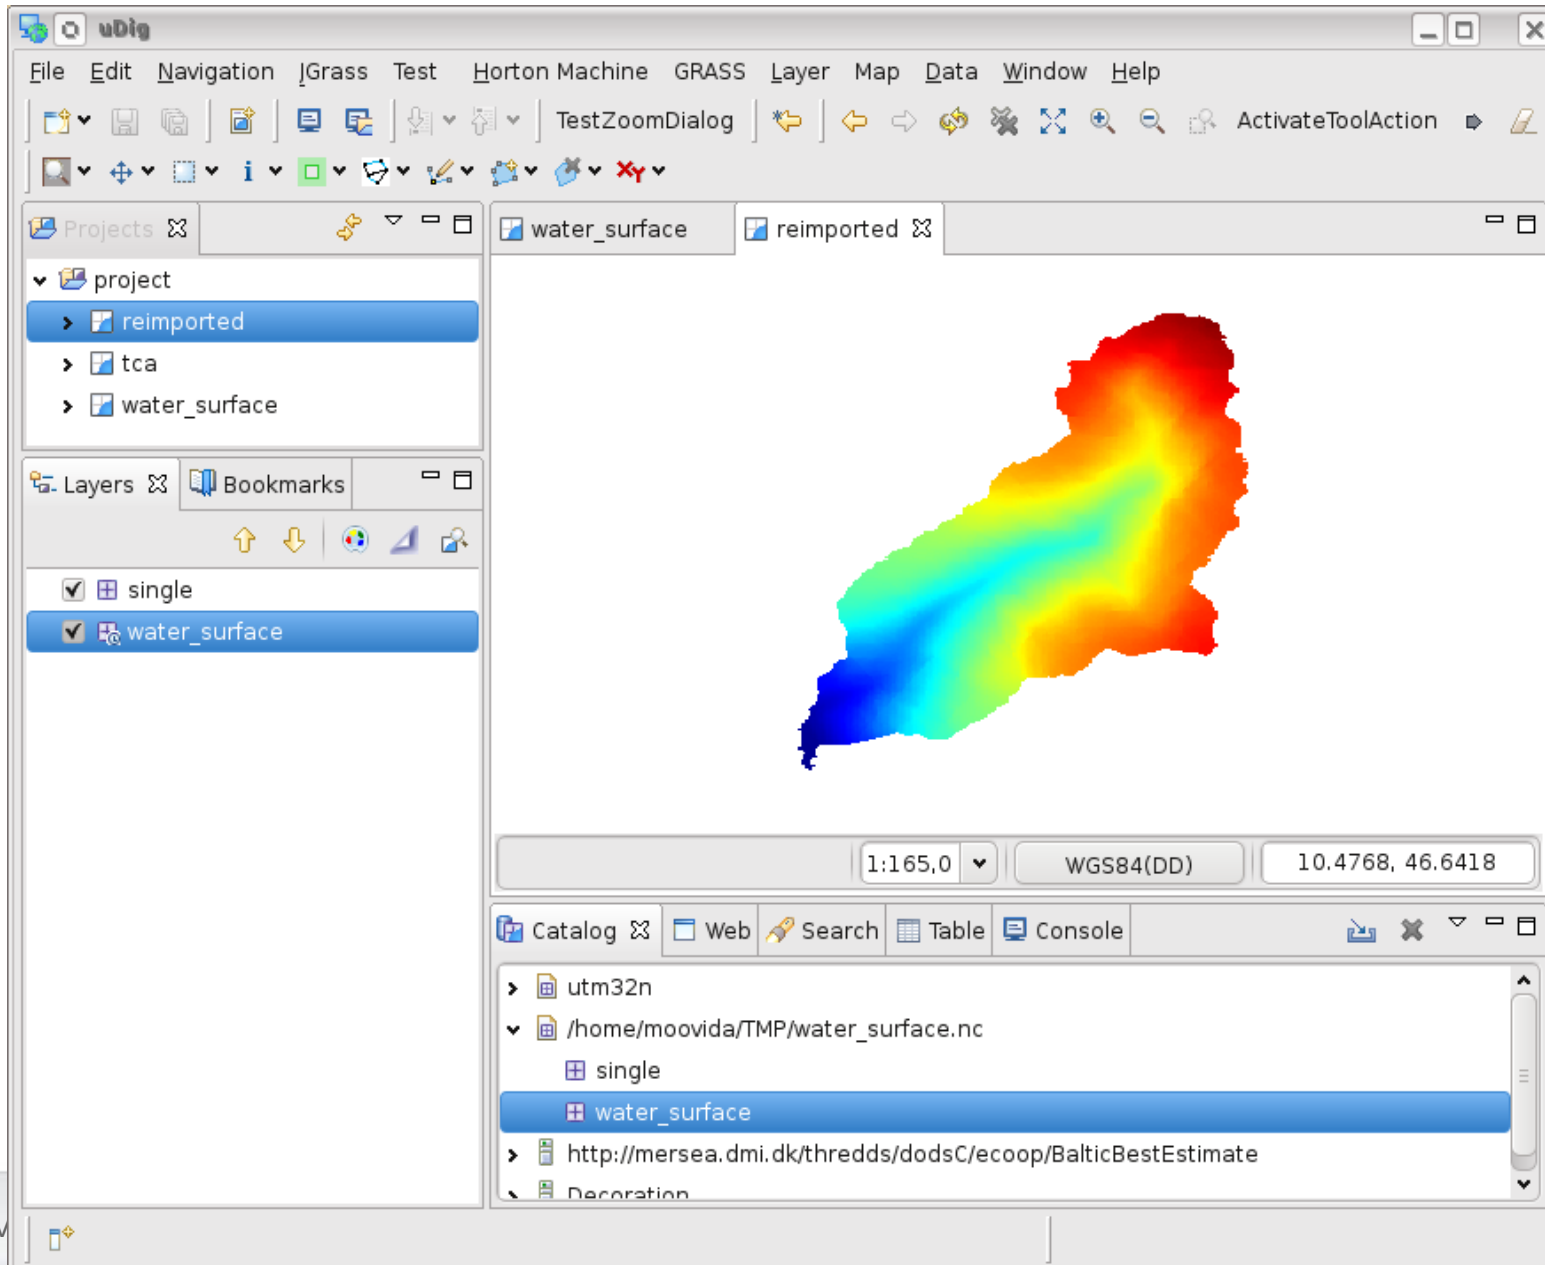 uDig
File Edit Navigation JGrass Test Horton Machine GRASS Layer Map Data Window Help
TestZoomDialog ActivateToolAction
i XY
Projects
water_surface reimported
project
reimported
tca
water_surface
Layers Bookmarks
single
water_surface
1:165,0 WGS84(DD) 10.4768, 46.6418
Catalog Web Search Table Console
utm32n
/home/moovida/TMP/water_surface.nc
single
water_surface
http://mersea.dmi.dk/thredds/dodsC/ecoop/BalticBestEstimate
Decoration